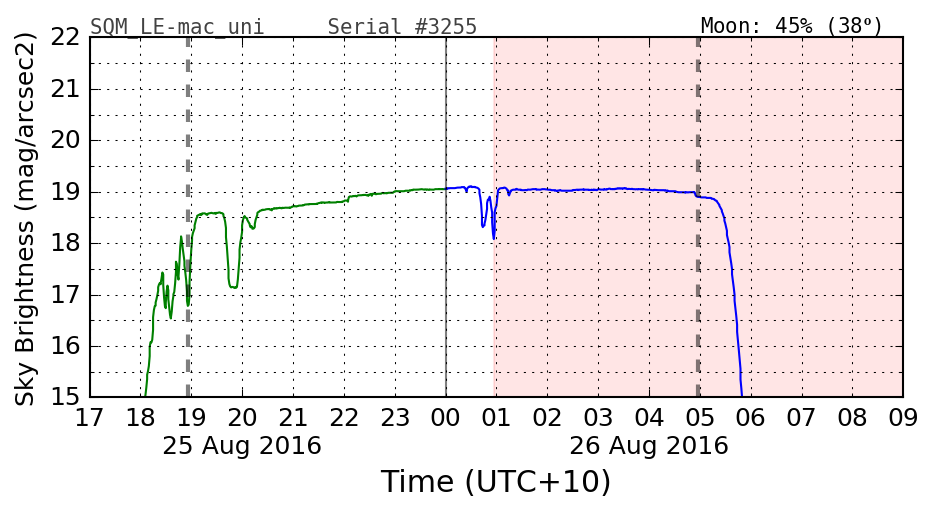 SQM_LE-mac_uni Serial #3255 Moon: 45% (38°)
Sky Brightness (mag/arcsec2)
22
21
20
19
18
17
16
15
17 18 19 20 21 22 23 00 01 02 03 04 05 06 07 08 09
25 Aug 2016 26 Aug 2016
Time (UTC+10)